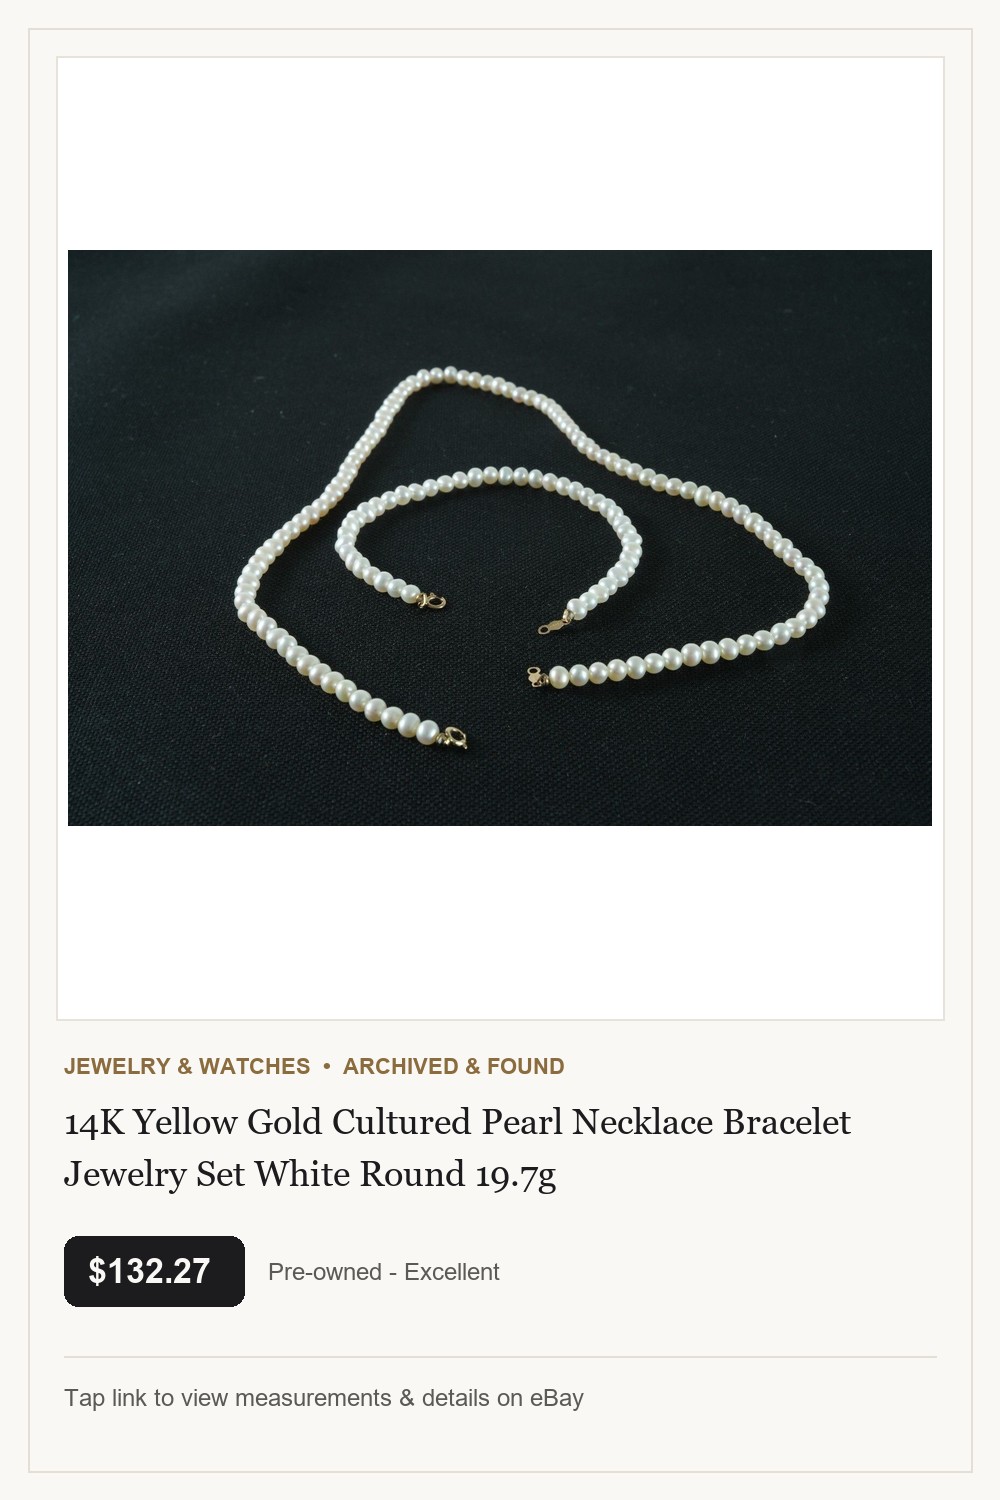 JEWELRY & WATCHES • ARCHIVED & FOUND
14K Yellow Gold Cultured Pearl Necklace Bracelet
Jewelry Set White Round 19.7g
$132.27
Pre-owned - Excellent
Tap link to view measurements & details on eBay